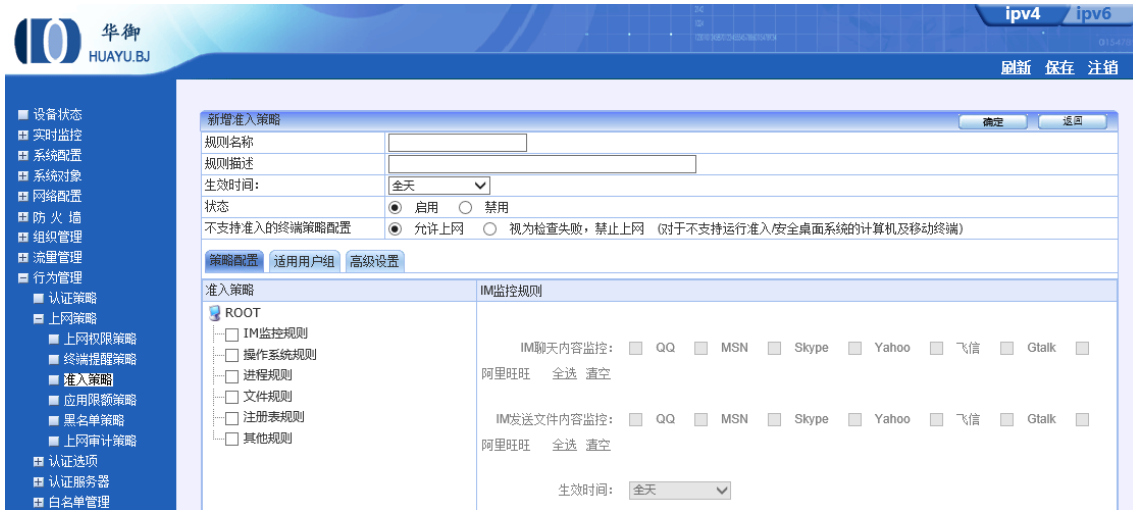 ipv4 ipv6
华御
HUAYU.BJ
刷新 保存 注销
设备状态
实时监控
系统配置
系统对象
网络配置
防 火 墙
组织管理
流量管理
行为管理
认证策略
上网策略
上网权限策略
终端提醒策略
准入策略
应用限额策略
黑名单策略
上网审计策略
认证选项
认证服务器
白名单管理
新增准入策略 确定 返回
规则名称
规则描述
生效时间: 全天
状态 启用 禁用
不支持准入的终端策略配置 允许上网 视为检查失败，禁止上网 (对于不支持运行准入/安全桌面系统的计算机及移动终端)
策略配置 适用用户组 高级设置
准入策略
ROOT
IM监控规则
操作系统规则
进程规则
文件规则
注册表规则
其他规则
IM监控规则
IM聊天内容监控: QQ MSN Skype Yahoo 飞信 Gtalk
阿里旺旺 全选 清空
IM发送文件内容监控: QQ MSN Skype Yahoo 飞信 Gtalk
阿里旺旺 全选 清空
生效时间: 全天